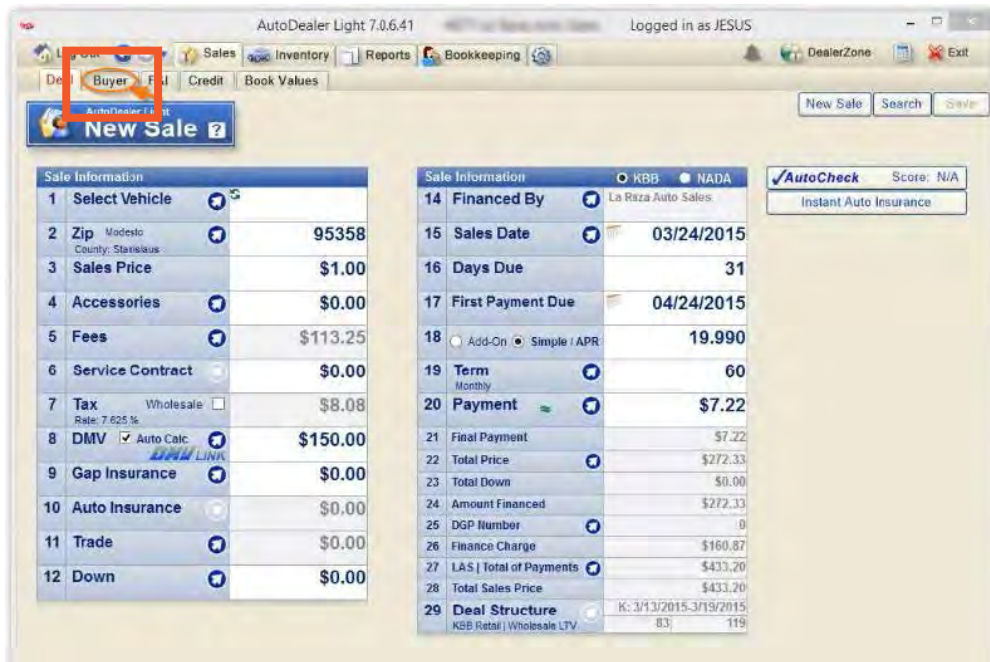 AutoDealer Light 7.0.6.41 Logged in as JESUS
Sales Inventory Reports Bookkeeping DealerZone Exit
Buyer Credit Book Values
New Sale Search Save
AutoDealer Light
New Sale ?
Sale Information
1 Select Vehicle
2 Zip Modesto 95358
County: Stanislaus
3 Sales Price $1.00
4 Accessories $0.00
5 Fees $113.25
6 Service Contract $0.00
7 Tax Wholesale $8.08
Rate: 7.625 %
8 DMV Auto Calc $150.00
DMV LINK
9 Gap Insurance $0.00
10 Auto Insurance $0.00
11 Trade $0.00
12 Down $0.00
Sale Information KBB NADA
14 Financed By La Raza Auto Sales
15 Sales Date 03/24/2015
16 Days Due 31
17 First Payment Due 04/24/2015
18 Add-On Simple / APR 19.990
19 Term 60
Monthly
20 Payment $7.22
21 Final Payment $7.22
22 Total Price $272.33
23 Total Down $0.00
24 Amount Financed $272.33
25 DGP Number 0
26 Finance Charge $160.87
27 LAS | Total of Payments $433.20
28 Total Sales Price $433.20
29 Deal Structure K: 3/13/2015-3/19/2015
KBB Retail | Wholesale LTV 83 119
AutoCheck Score: N/A
Instant Auto Insurance